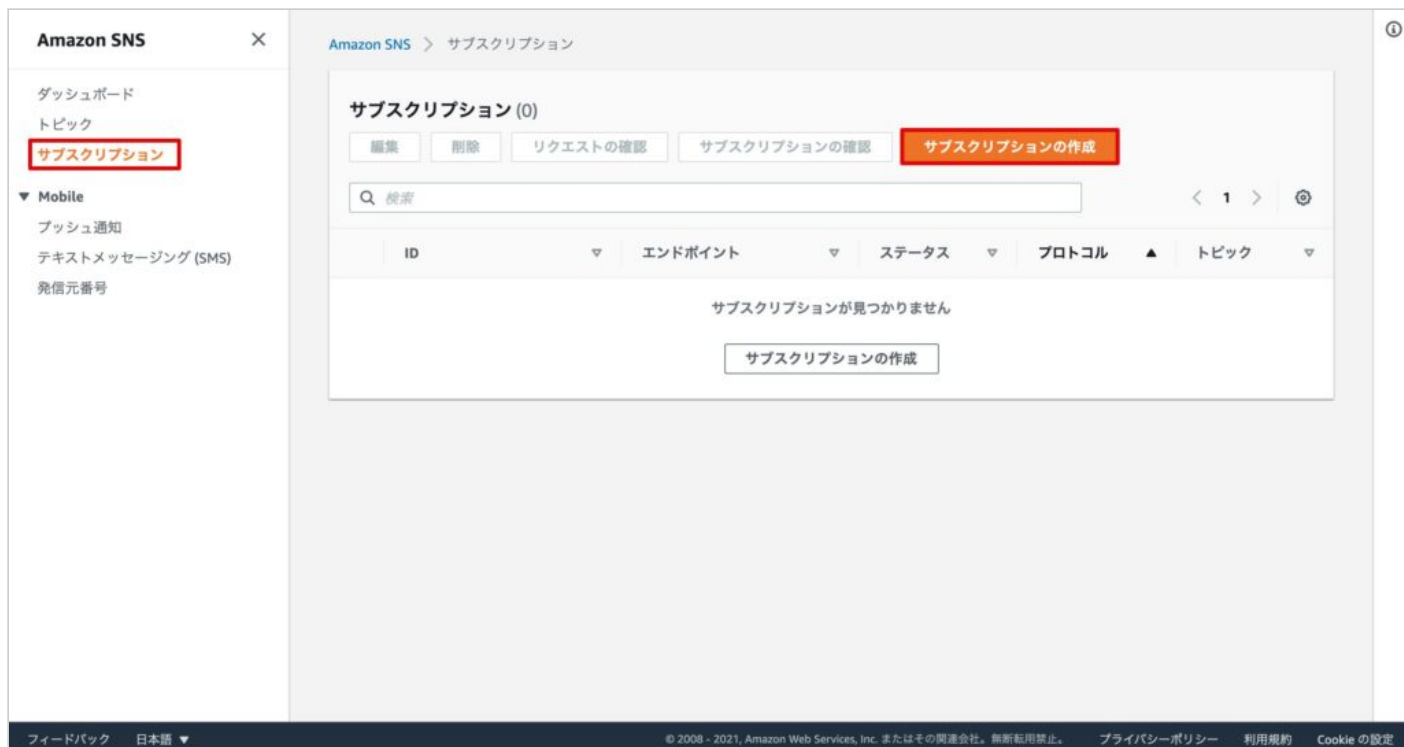 Amazon SNS
ダッシュボード
トピック
サブスクリプション
Mobile
プッシュ通知
テキストメッセージング (SMS)
発信元番号
Amazon SNS > サブスクリプション
サブスクリプション (0)
編集 削除 リクエストの確認 サブスクリプションの確認 サブスクリプションの作成
検索
< 1 >
ID エンドポイント ステータス プロトコル トピック
サブスクリプションが見つかりません
サブスクリプションの作成
フィードバック 日本語 © 2008 - 2021, Amazon Web Services, Inc. またはその関連会社。無断転用禁止。 プライバシーポリシー 利用規約 Cookie の設定